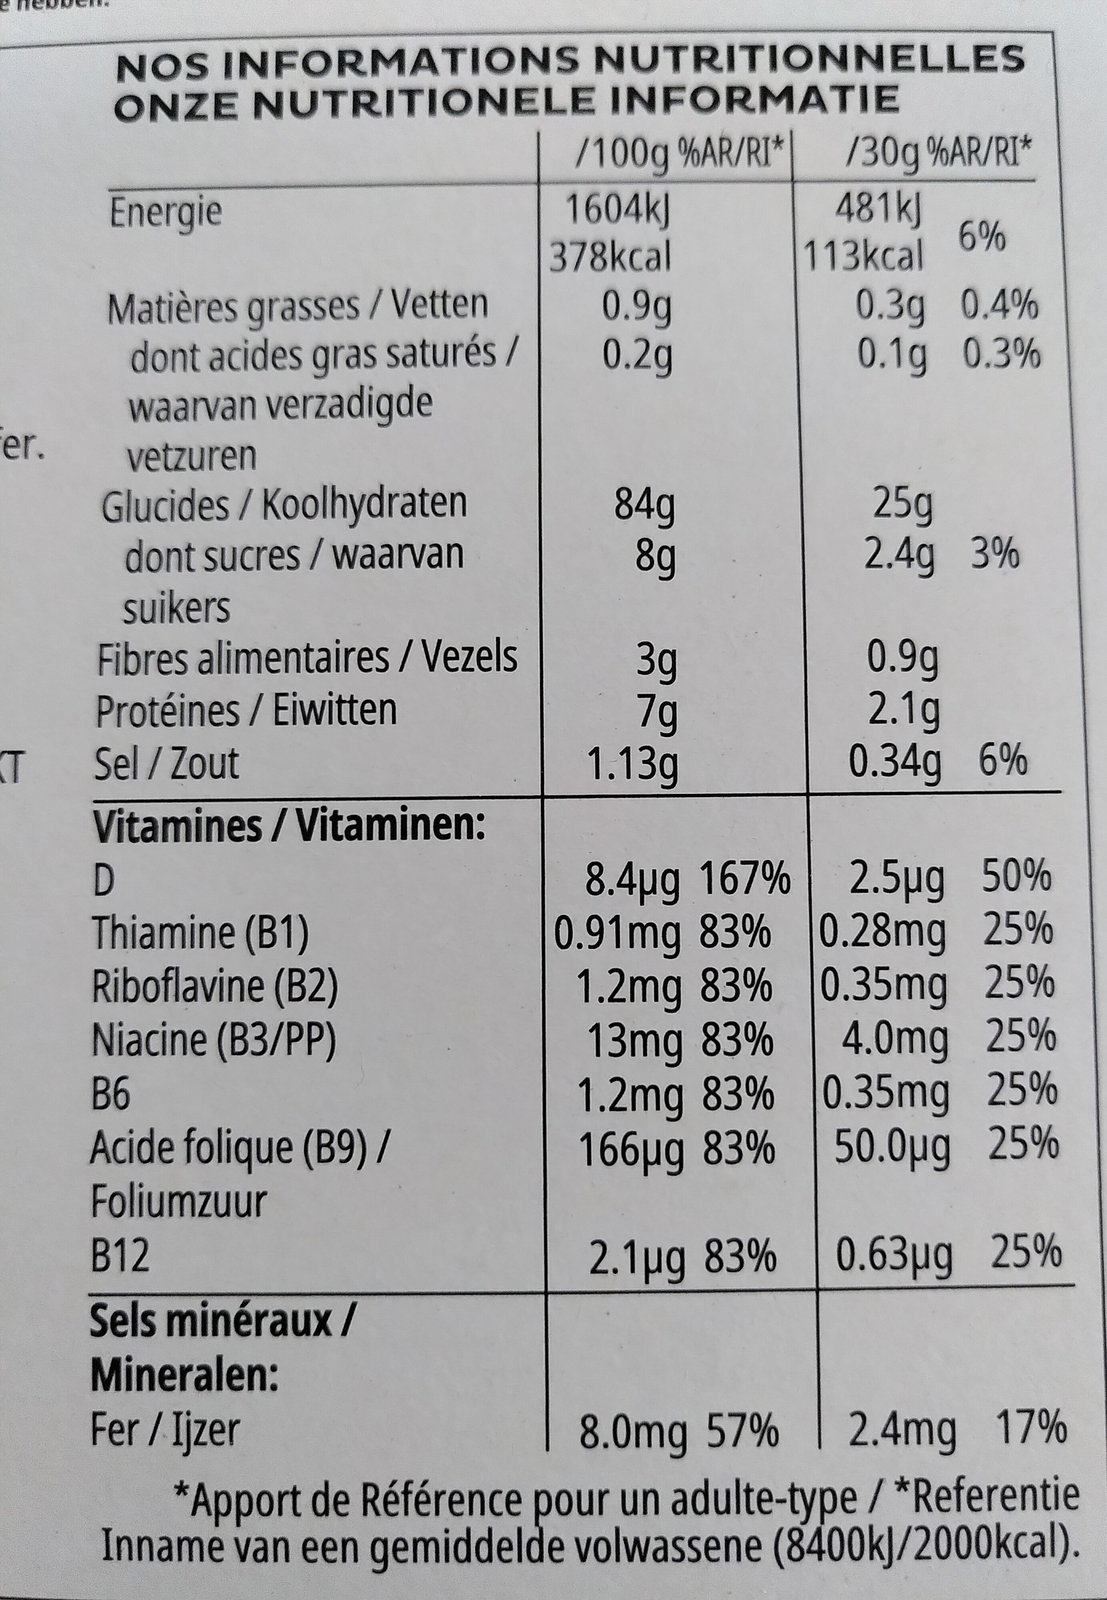 e hebben.
NOS INFORMATIONS NUTRITIONNELLES
ONZE NUTRITIONELE INFORMATIE
/100g %AR/RI* /30g %AR/RI*
Energie 1604kJ 481kJ 6%
378kcal 113kcal
Matières grasses / Vetten 0.9g 0.3g 0.4%
dont acides gras saturés / 0.2g 0.1g 0.3%
waarvan verzadigde
fer.
vetzuren
Glucides / Koolhydraten 84g 25g
dont sucres / waarvan 8g 2.4g 3%
suikers
Fibres alimentaires / Vezels 3g 0.9g
Protéines / Eiwitten 7g 2.1g
KT
Sel / Zout 1.13g 0.34g 6%
Vitamines / Vitaminen:
D 8.4µg 167% 2.5µg 50%
Thiamine (B1) 0.91mg 83% 0.28mg 25%
Riboflavine (B2) 1.2mg 83% 0.35mg 25%
Niacine (B3/PP) 13mg 83% 4.0mg 25%
B6 1.2mg 83% 0.35mg 25%
Acide folique (B9) / 166µg 83% 50.0µg 25%
Foliumzuur
B12 2.1µg 83% 0.63µg 25%
Sels minéraux /
Mineralen:
Fer / Ijzer 8.0mg 57% 2.4mg 17%
*Apport de Référence pour un adulte-type / *Referentie
Inname van een gemiddelde volwassene (8400kJ/2000kcal).